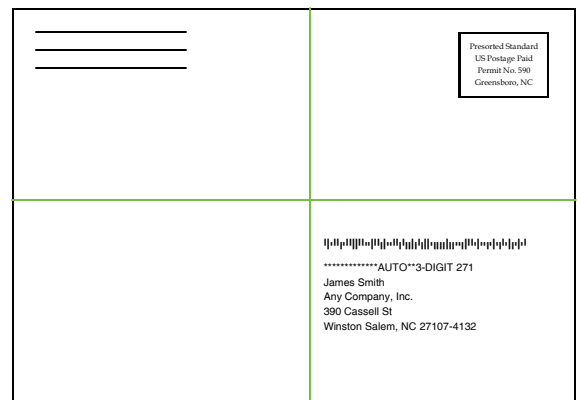 Presorted Standard
US Postage Paid
Permit No. 590
Greensboro, NC
*************AUTO**3-DIGIT 271
James Smith
Any Company, Inc.
390 Cassell St
Winston Salem, NC 27107-4132